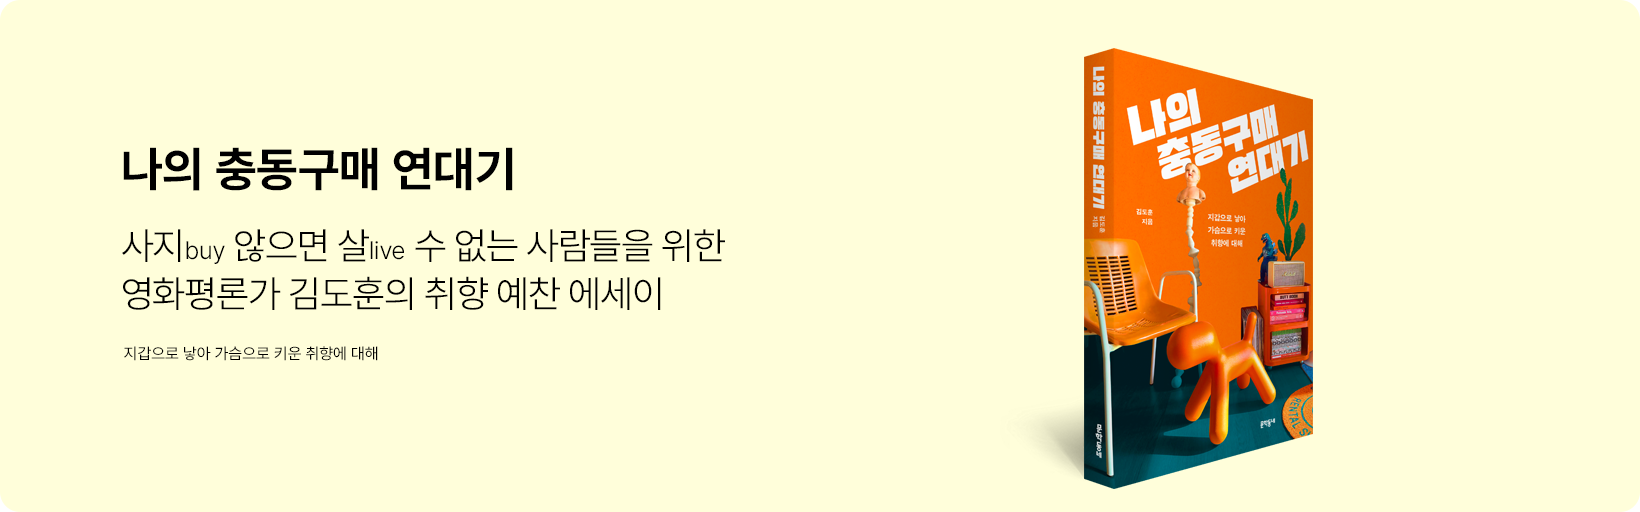 나의 충동구매 연대기
사지buy 않으면 살live 수 없는 사람들을 위한
영화평론가 김도훈의 취향 예찬 에세이
지갑으로 낳아 가슴으로 키운 취향에 대해
나의 충동구매 연대기
김도훈 지음
문학동네
나의
충동구매
연대기
김도훈
지음
지갑으로 낳아
가슴으로 키운
취향에 대해
문학동네
RENTAL S